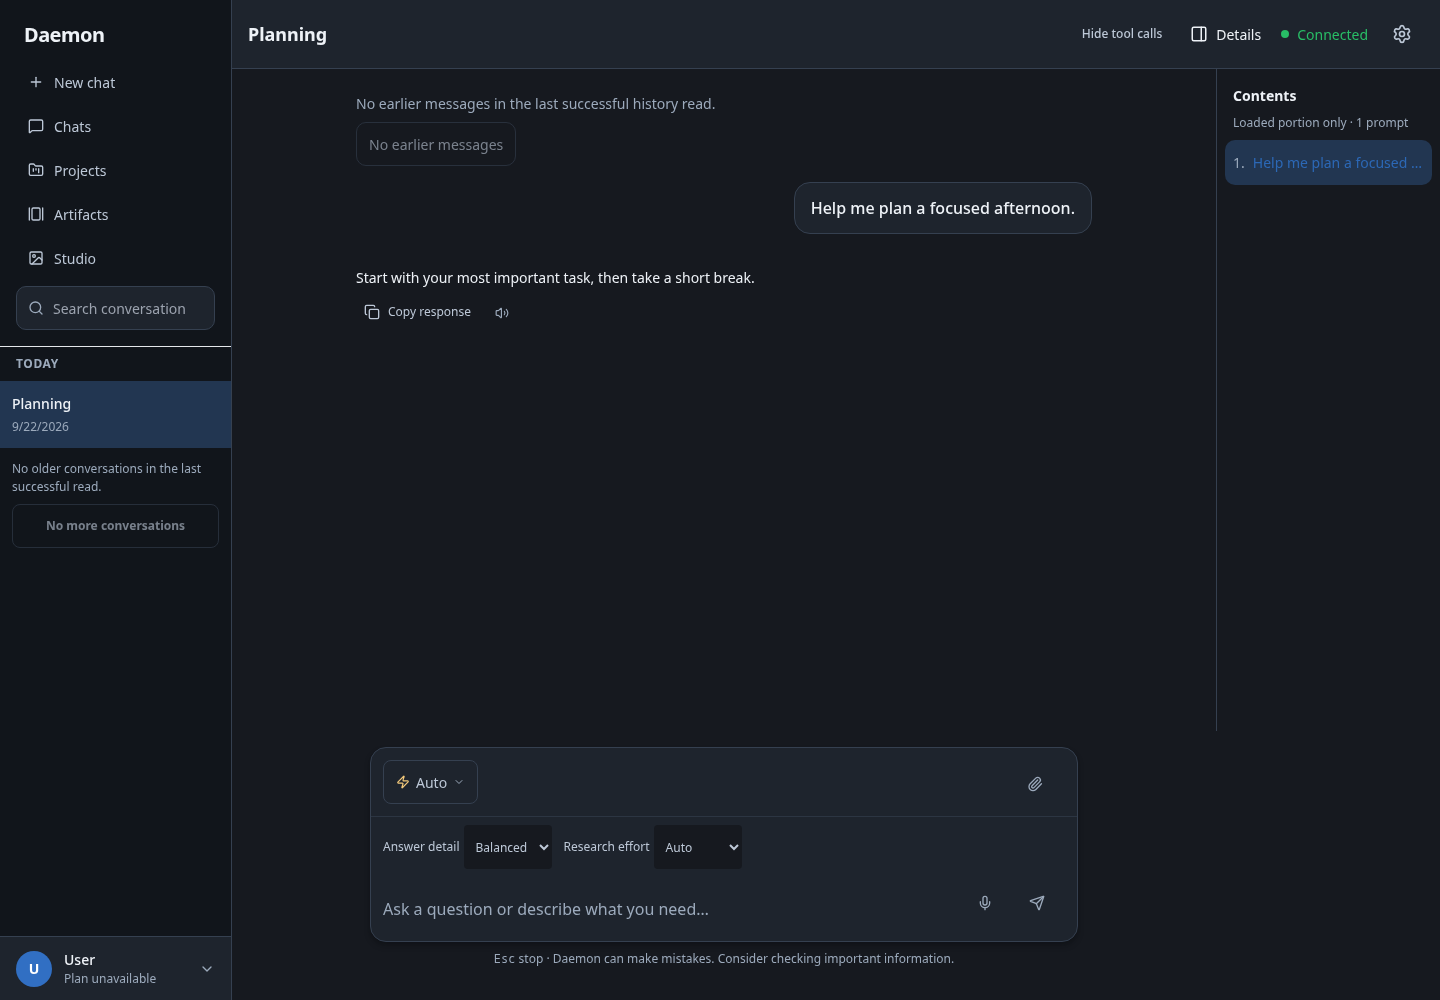 Daemon
New chat
Chats
Projects
Artifacts
Studio
Search conversation
TODAY
Planning
9/22/2026
No older conversations in the last
successful read.
No more conversations
U
User
Plan unavailable
Planning
Hide tool calls
Details
Connected
No earlier messages in the last successful history read.
No earlier messages
Help me plan a focused afternoon.
Start with your most important task, then take a short break.
Copy response
Contents
Loaded portion only · 1 prompt
1. Help me plan a focused ...
Auto
Answer detail Balanced Research effort Auto
Ask a question or describe what you need...
Esc stop · Daemon can make mistakes. Consider checking important information.